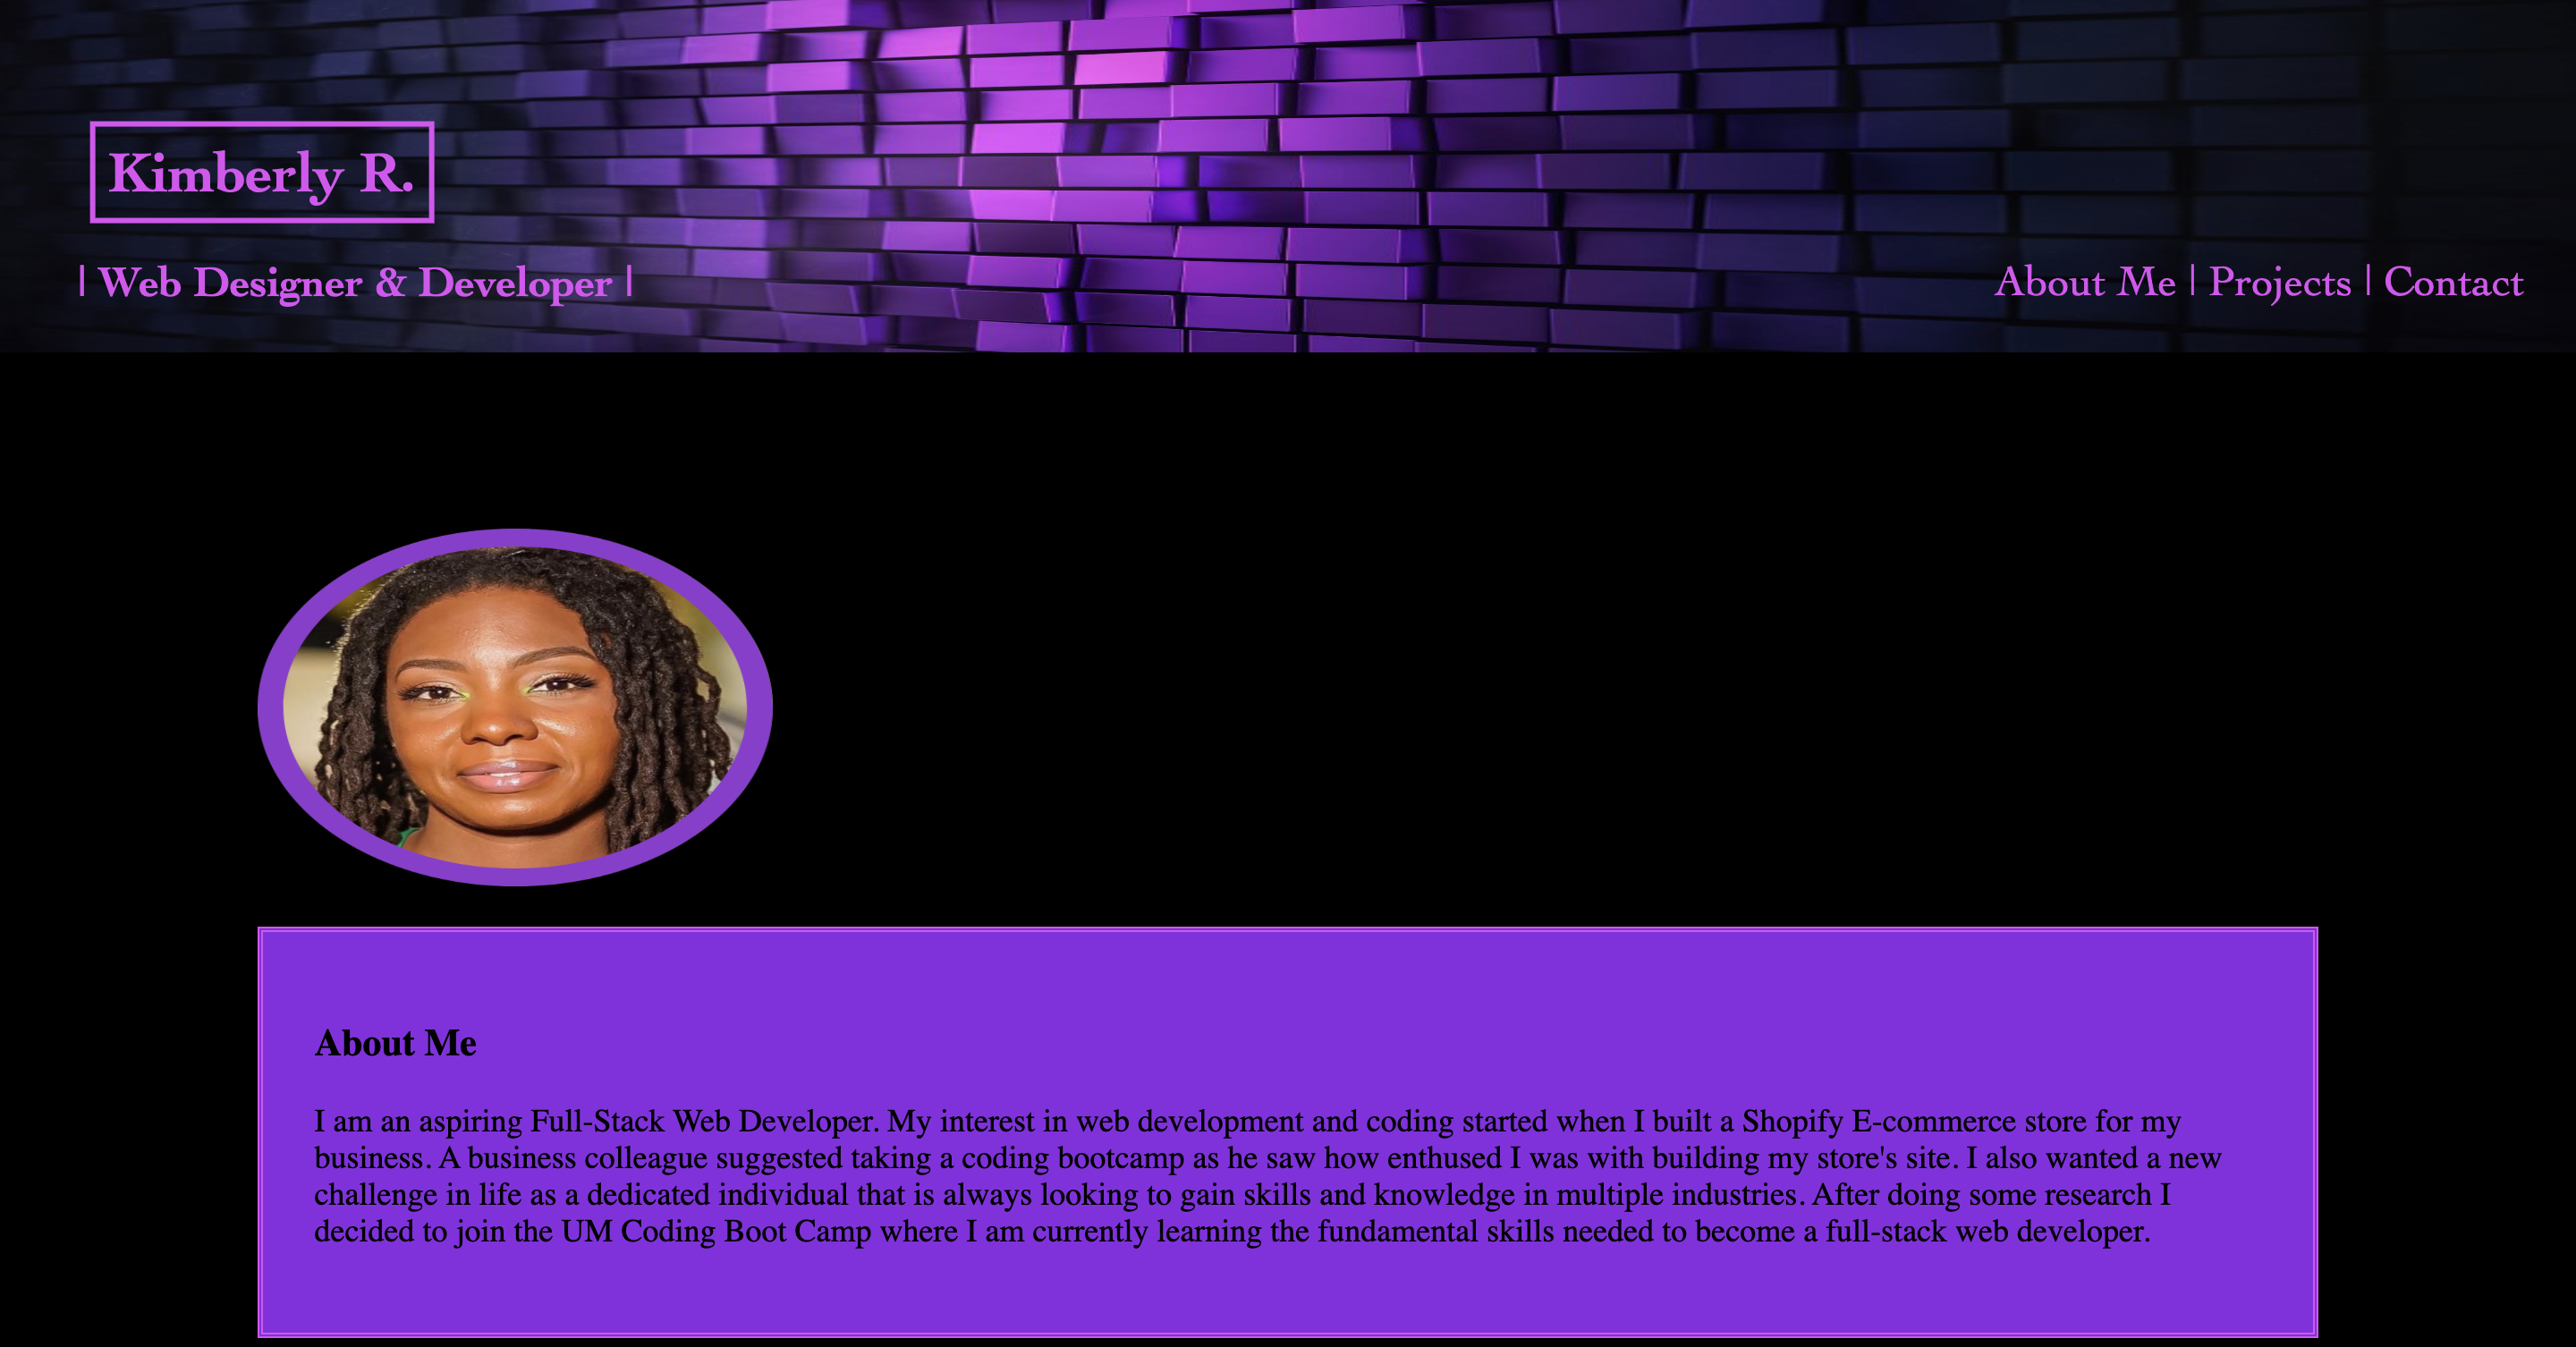 Kimberly R.
| Web Designer & Developer |
About Me | Projects | Contact
About Me
I am an aspiring Full-Stack Web Developer. My interest in web development and coding started when I built a Shopify E-commerce store for my
business. A business colleague suggested taking a coding bootcamp as he saw how enthused I was with building my store's site. I also wanted a new
challenge in life as a dedicated individual that is always looking to gain skills and knowledge in multiple industries. After doing some research I
decided to join the UM Coding Boot Camp where I am currently learning the fundamental skills needed to become a full-stack web developer.